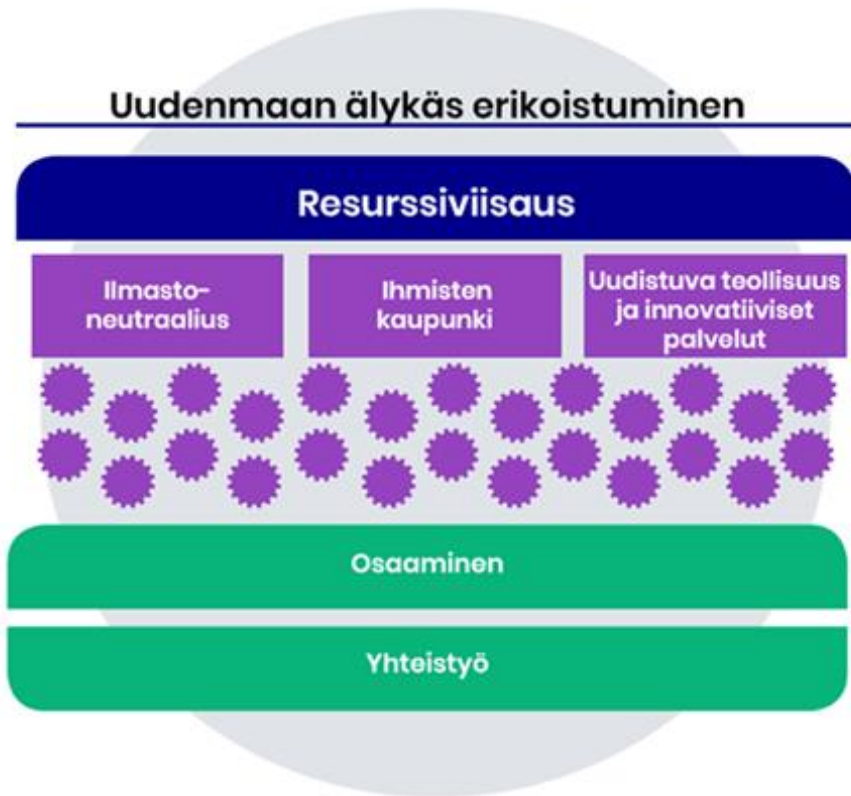 Uudenmaan älykäs erikoistuminen
Resurssiviisaus
Ilmasto-
neutraalius
Ihmisten
kaupunki
Uudistuva teollisuus
ja innovatiiviset
palvelut
Osaaminen
Yhteistyö